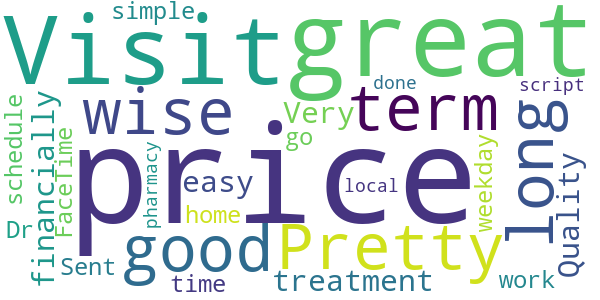 simple
Visit
great
done
script
wise
term
long
schedule
financially
FaceTime
Very
go
price
pharmacy
easy
local
weekday
Quality
home
Dr
good
Pretty
Sent
time
treatment
work